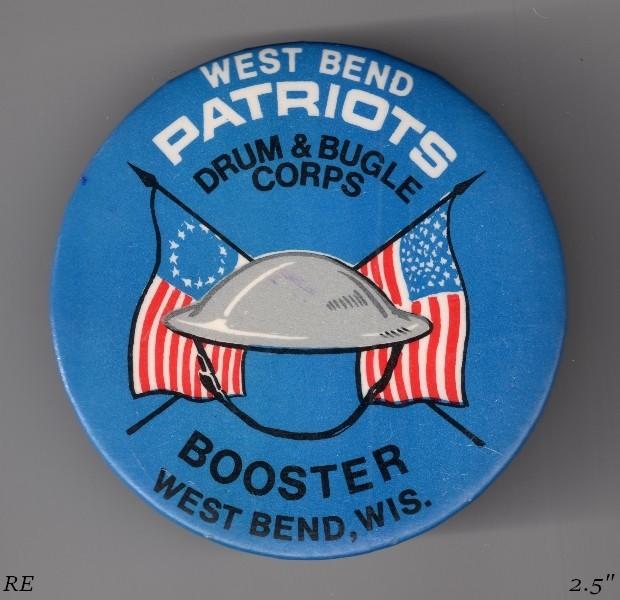 WEST BEND
PATRIOTS
DRUM & BUGLE
CORPS
BOOSTER
WEST BEND, WIS.
RE
2.5"